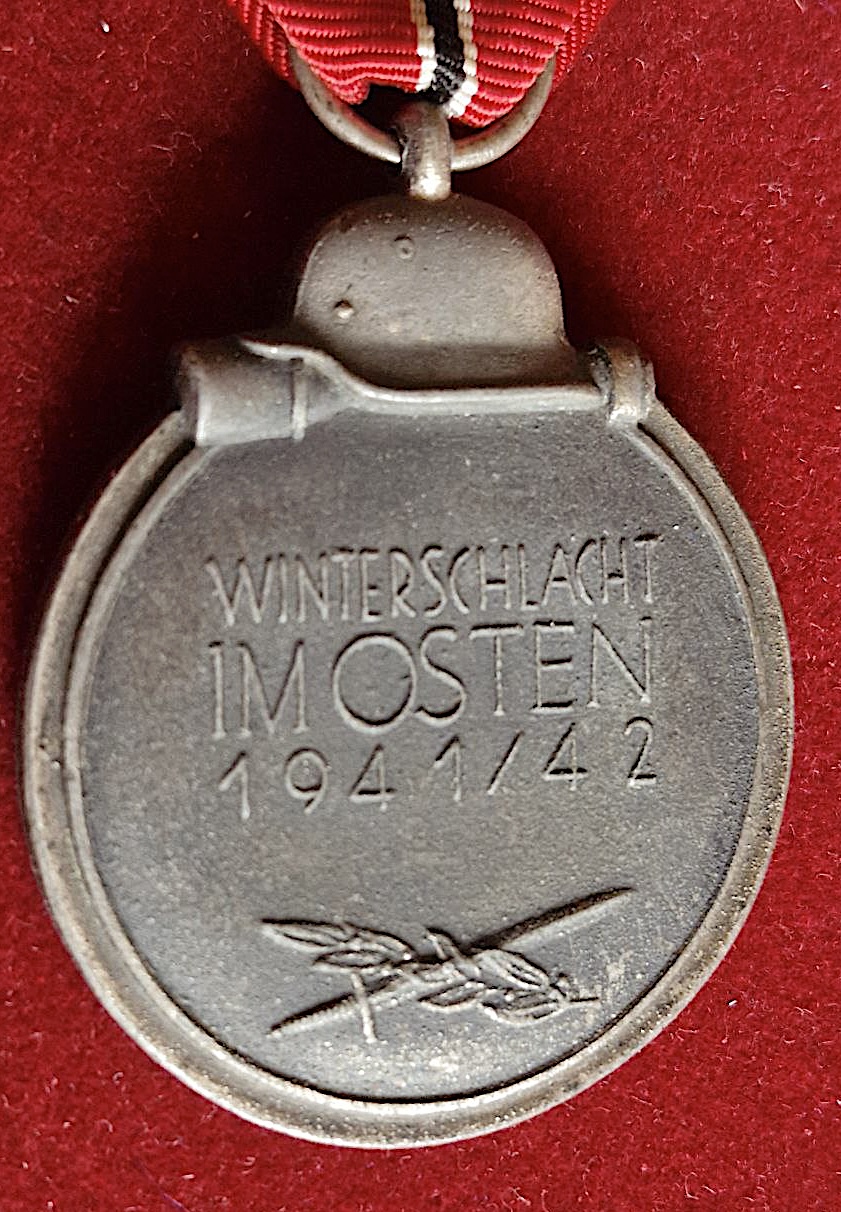 WINTERSCHLACHT
IM OSTEN
1941/42